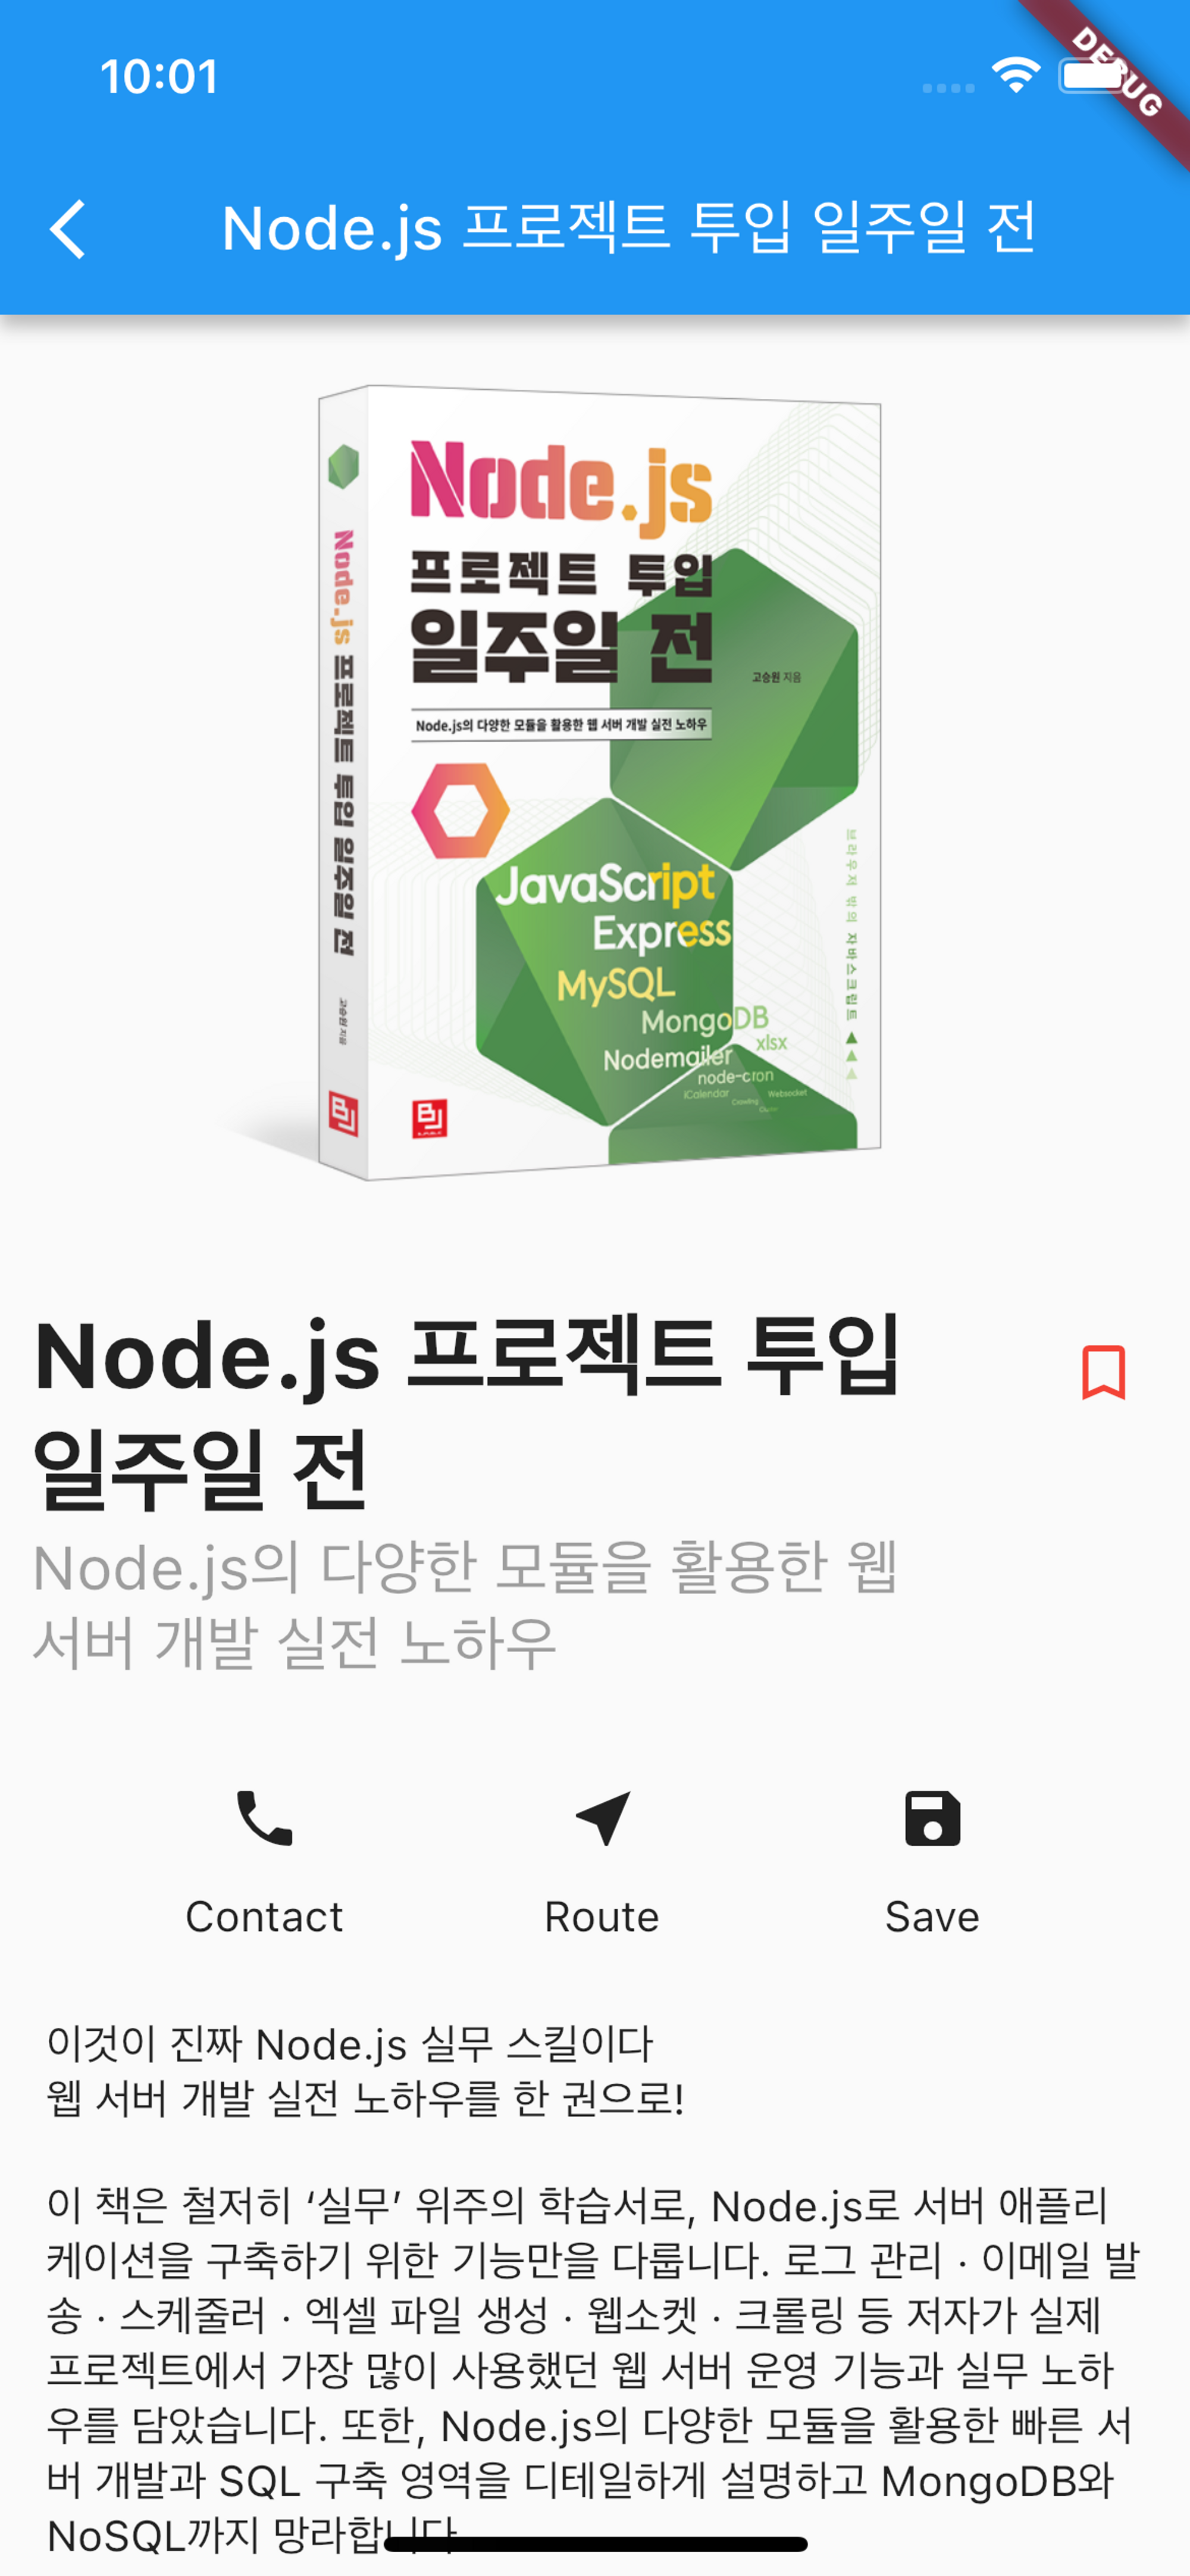 10:01
DEBUG
Node.js 프로젝트 투입 일주일 전
Node.js
프로젝트 투입
일주일 전
고승원 지음
Node.js의 다양한 모듈을 활용한 웹 서버 개발 실전 노하우
Node.js 프로젝트 투입 일주일 전
고승원 지음
JavaScript
Express
MySQL
MongoDB
xlsx
Nodemailer
node-cron
iCalendar
Websocket
Crawling
Cluster
브라우저 밖의 자바스크립트
BJ
BJ
Node.js 프로젝트 투입
일주일 전
Node.js의 다양한 모듈을 활용한 웹
서버 개발 실전 노하우
Contact
Route
Save
이것이 진짜 Node.js 실무 스킬이다
웹 서버 개발 실전 노하우를 한 권으로!
이 책은 철저히 ‘실무’ 위주의 학습서로, Node.js로 서버 애플리
케이션을 구축하기 위한 기능만을 다룹니다. 로그 관리 · 이메일 발
송 · 스케줄러 · 엑셀 파일 생성 · 웹소켓 · 크롤링 등 저자가 실제
프로젝트에서 가장 많이 사용했던 웹 서버 운영 기능과 실무 노하
우를 담았습니다. 또한, Node.js의 다양한 모듈을 활용한 빠른 서
버 개발과 SQL 구축 영역을 디테일하게 설명하고 MongoDB와
NoSQL까지 망라합니다